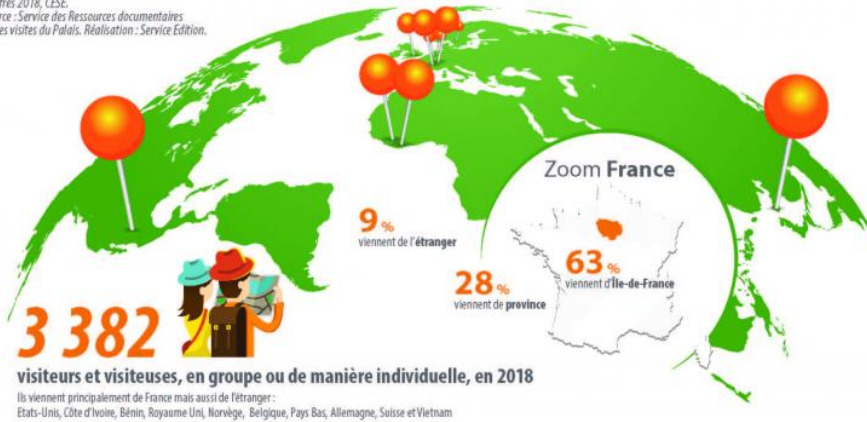 2018, CESE.
Service des Ressources documentaires
visites du Palais. Réalisation : Service Edition.
Zoom France
9 %
viennent de l'étranger
28 %
viennent de province
63 %
viennent d'Île-de-France
3 382
visiteurs et visiteuses, en groupe ou de manière individuelle, en 2018
Ils viennent principalement de France mais aussi de l'étranger :
Etats-Unis, Côte d'Ivoire, Bénin, Royaume Uni, Norvège, Belgique, Pays Bas, Allemagne, Suisse et Vietnam